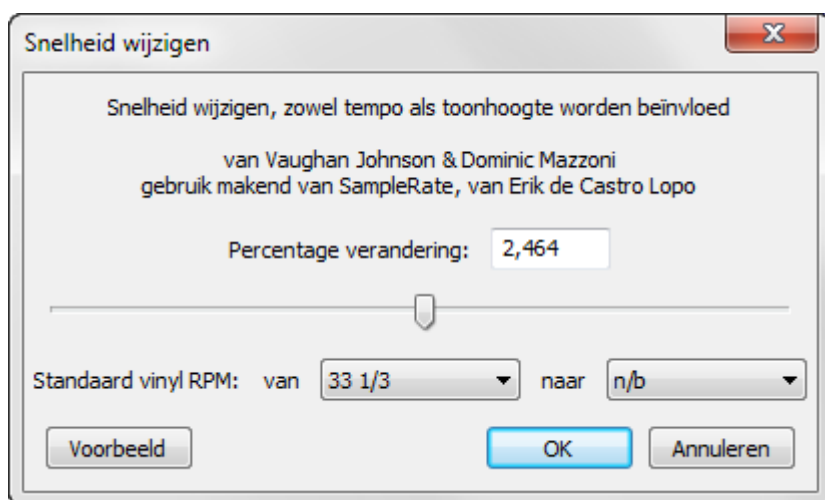 Snelheid wijzigen
Snelheid wijzigen, zowel tempo als toonhoogte worden beïnvloed
van Vaughan Johnson & Dominic Mazzoni
gebruik makend van SampleRate, van Erik de Castro Lopo
Percentage verandering: 2,464
Standaard vinyl RPM: van 33 1/3 naar n/b
Voorbeeld OK Annuleren